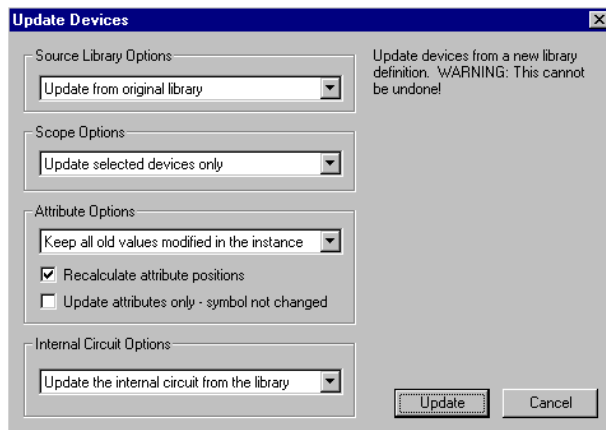 Update Devices
Source Library Options
Update from original library
Update devices from a new library
definition.  WARNING: This cannot
be undone!
Scope Options
Update selected devices only
Attribute Options
Keep all old values modified in the instance
Recalculate attribute positions
Update attributes only - symbol not changed
Internal Circuit Options
Update the internal circuit from the library
Update
Cancel